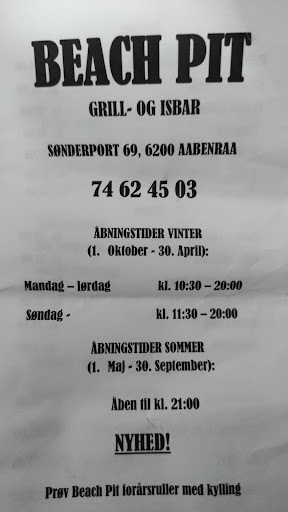 BEACH PIT
GRILL- OG ISBAR
SØNDERPORT 69, 6200 AABENRAA
74 62 45 03
ÅBNINGSTIDER VINTER
(1. Oktober - 30. April):
Mandag – lørdag kl. 10:30 – 20:00
Søndag - kl. 11:30 – 20:00
ÅBNINGSTIDER SOMMER
(1. Maj - 30. September):
Åben til kl. 21:00
NYHED!
Prøv Beach Pit forårsruller med kylling